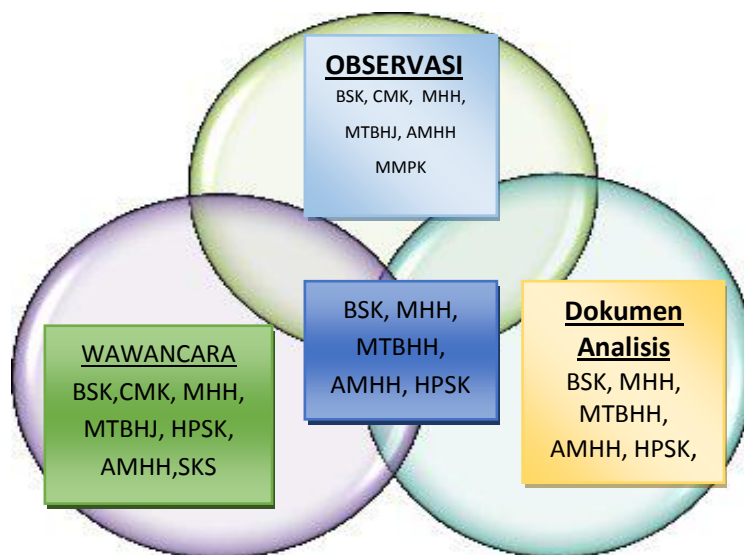 OBSERVASI
BSK, CMK, MHH,
MTBHJ, AMHH
MMPK
BSK, MHH,
MTBHH,
AMHH, HPSK
WAWANCARA
BSK,CMK, MHH,
MTBHJ, HPSK,
AMHH,SKS
Dokumen
Analisis
BSK, MHH,
MTBHH,
AMHH, HPSK,